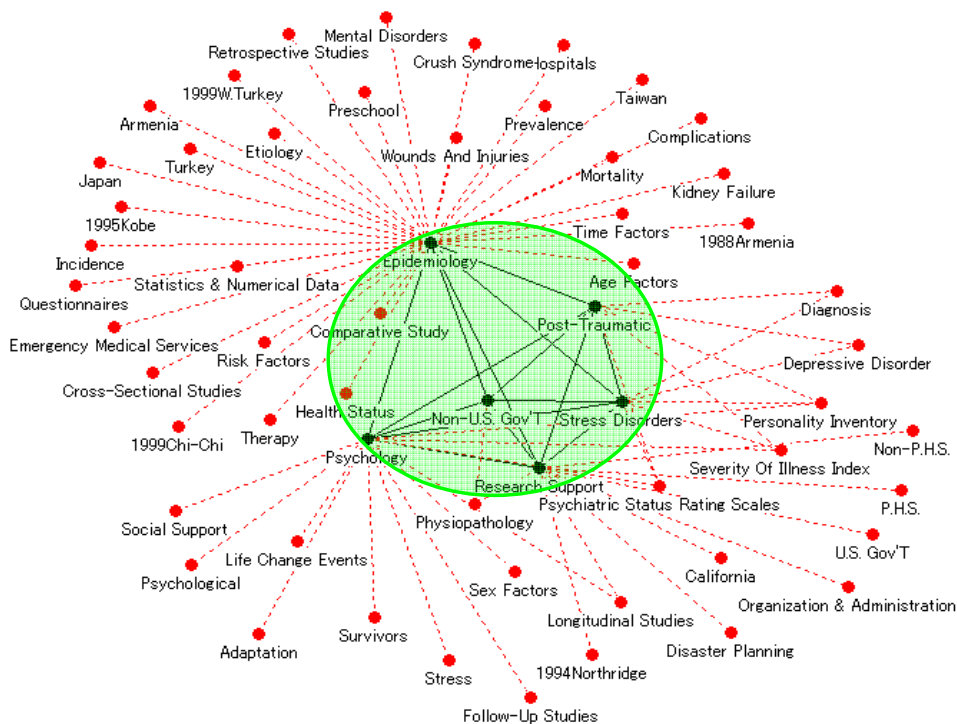 Mental Disorders
Retrospective Studies
Crush Syndrome
Hospitals
1999W.Turkey
Preschool
Taiwan
Armenia
Prevalence
Complications
Etiology
Wounds And Injuries
Turkey
Mortality
Japan
Kidney Failure
1995Kobe
Time Factors
1988Armenia
Incidence
Epidemiology
Statistics & Numerical Data
Age Factors
Questionnaires
Diagnosis
Comparative Study
Post-Traumatic
Emergency Medical Services
Risk Factors
Depressive Disorder
Cross-Sectional Studies
Health Status
Non-U.S. Gov'T
Stress Disorders
Personality Inventory
1999Chi-Chi
Therapy
Non-P.H.S.
Psychology
Severity Of Illness Index
Research Support
Psychiatric Status Rating Scales
P.H.S.
Social Support
Physiopathology
U.S. Gov'T
Life Change Events
California
Psychological
Sex Factors
Organization & Administration
Longitudinal Studies
Survivors
Adaptation
Disaster Planning
1994Northridge
Stress
Follow-Up Studies